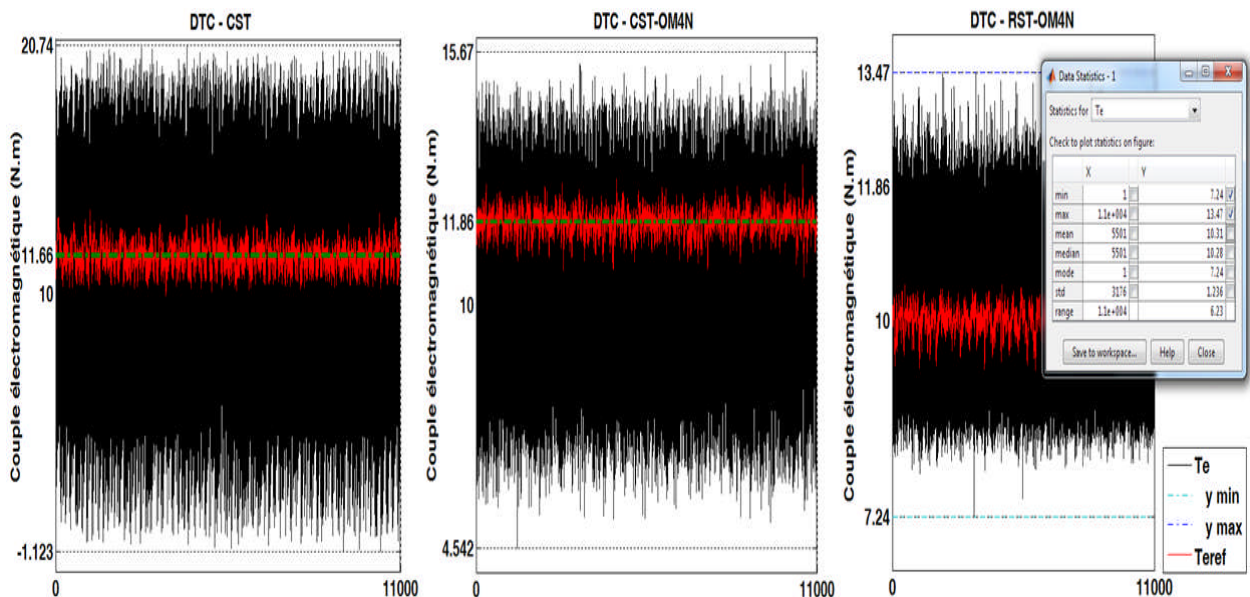 DTC - CST
20.74
11.66
10
-1.123
0
11000
Couple électromagnétique (N.m)
DTC - CST-OM4N
15.67
11.86
10
4.542
0
11000
Couple électromagnétique (N.m)
DTC - RST-OM4N
13.47
11.86
10
7.24
0
11000
Couple électromagnétique (N.m)
Data Statistics - 1
Statistics for Te
Check to plot statistics on figure:
X Y
min 1 7.24
max 1.1e+004 13.47
mean 5501 10.31
median 5501 10.28
mode 1 7.24
std 3176 1.236
range 1.1e+004 6.23
Save to workspace... Help Close
Te
y min
y max
Teref